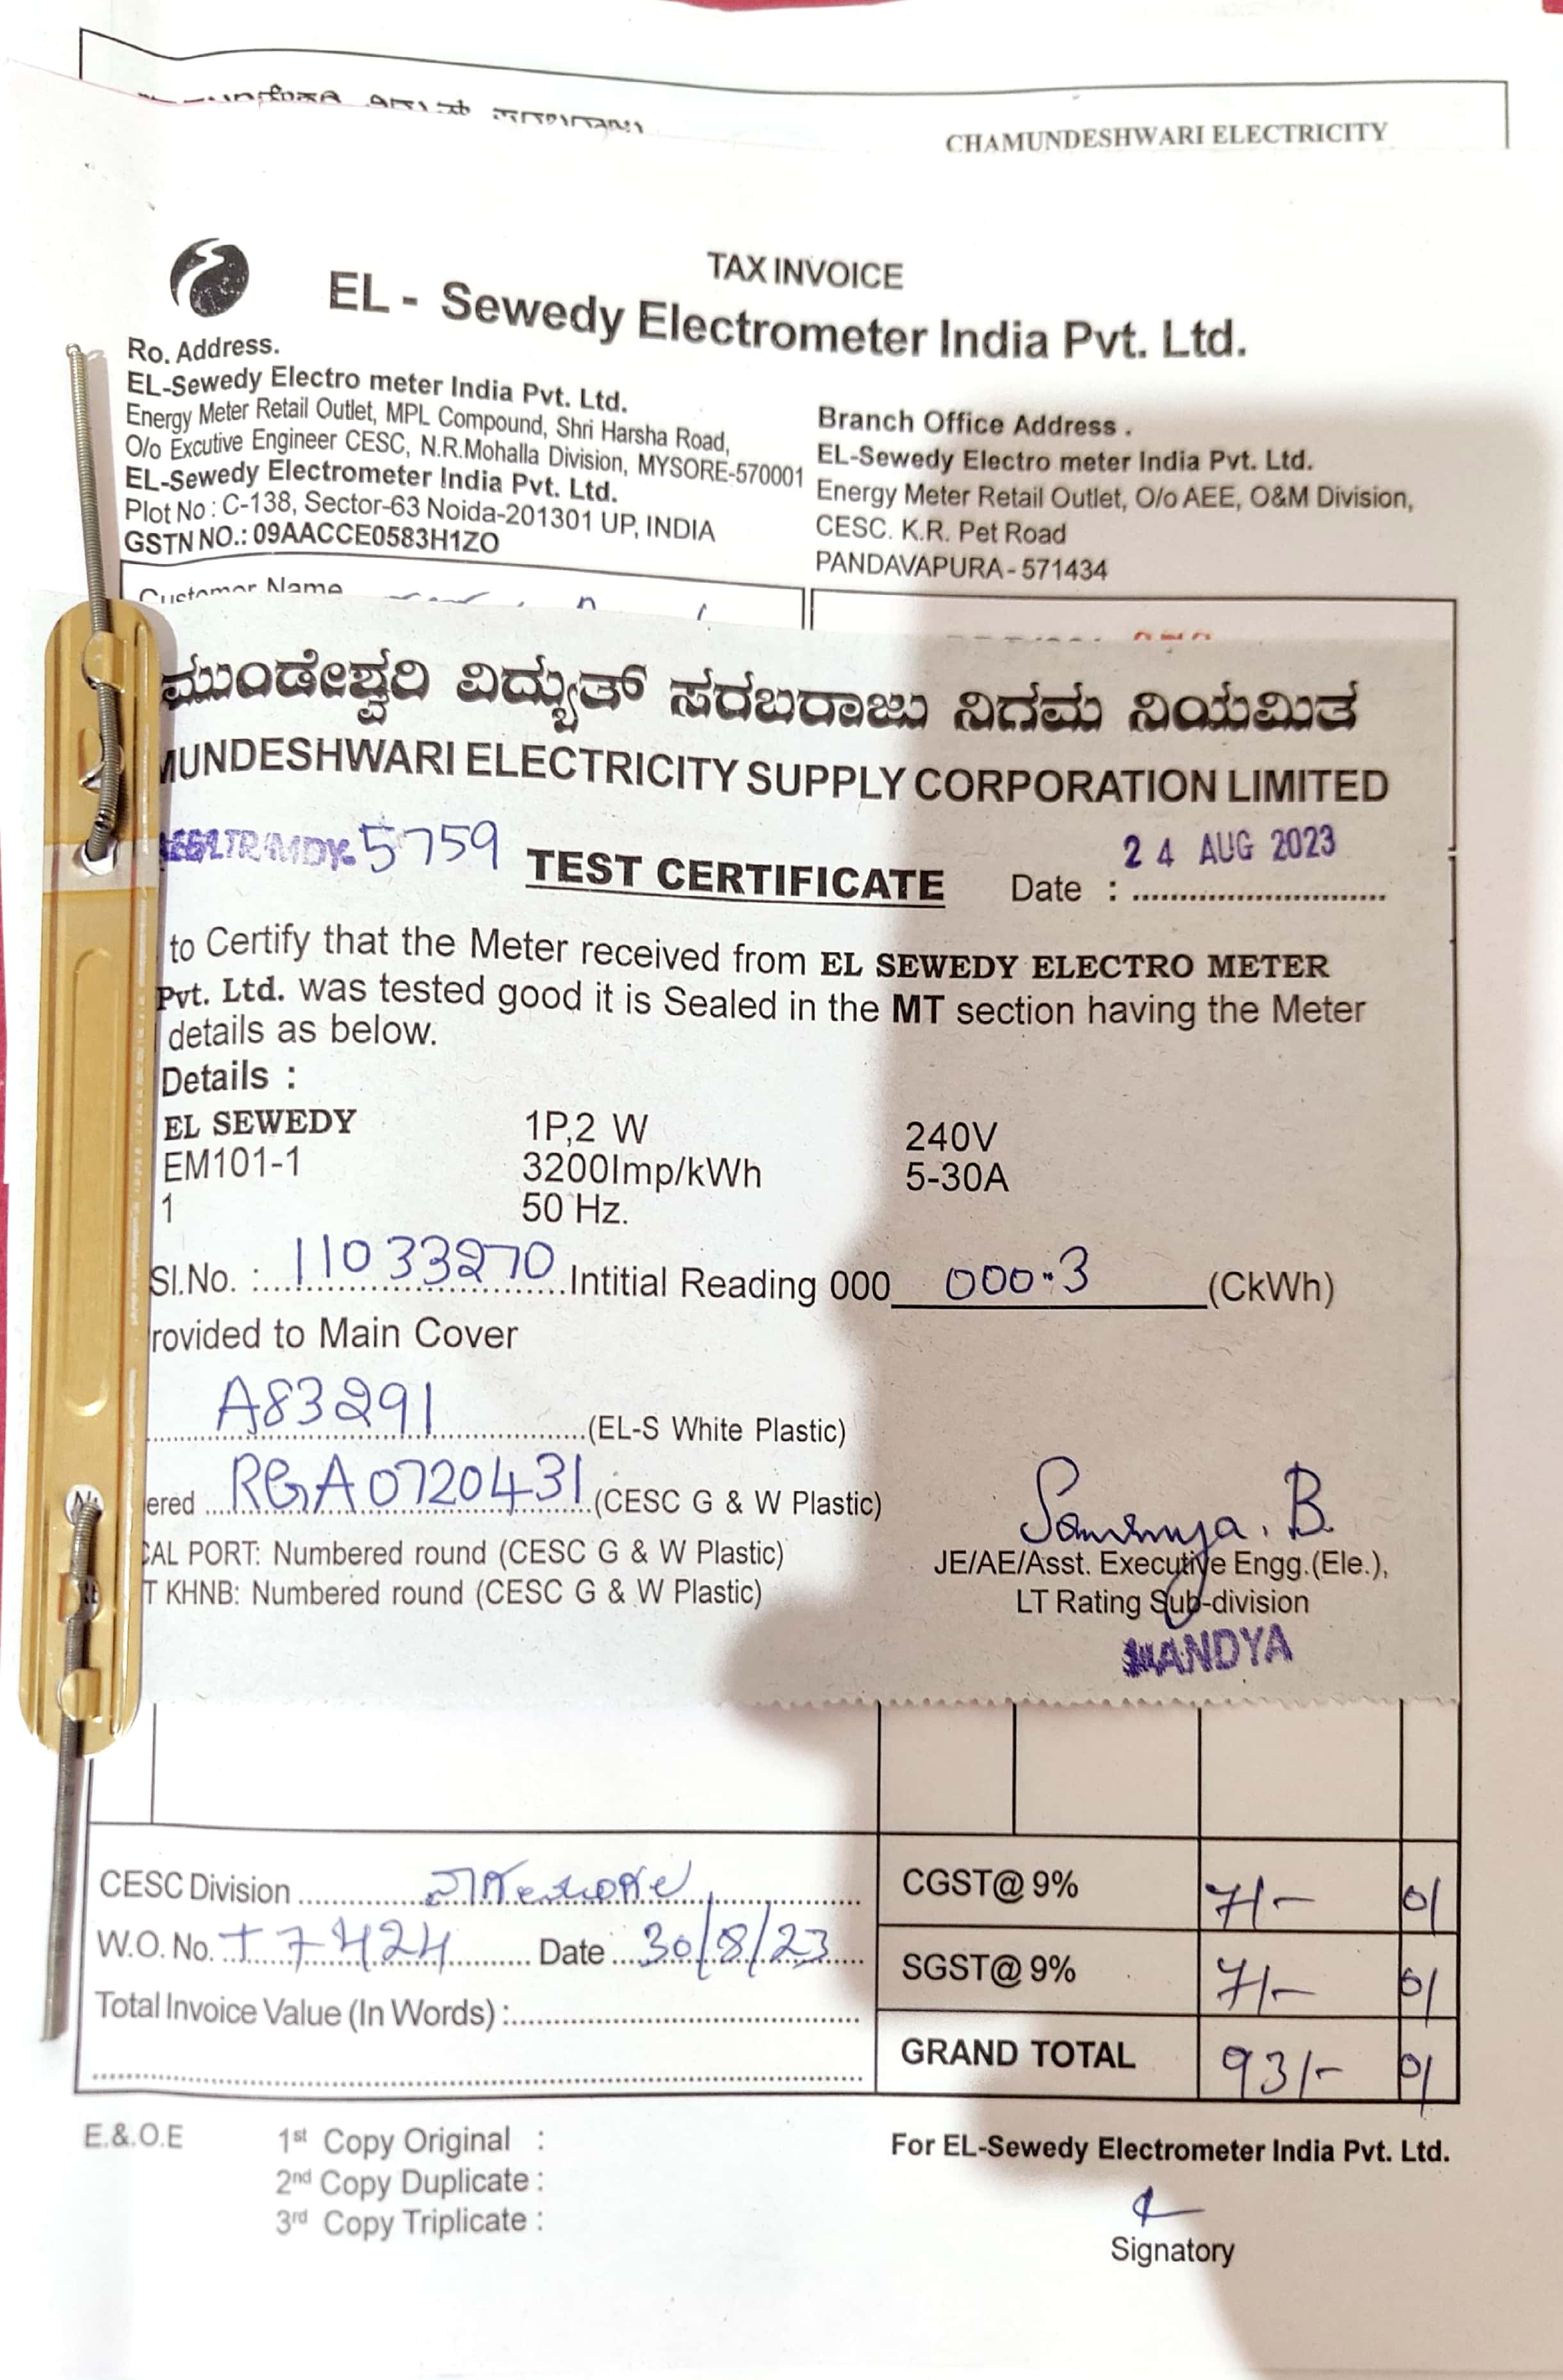 CHAMUNDESHWARI ELECTRICITY
TAX INVOICE
EL - Sewedy Electrometer India Pvt. Ltd.
Ro. Address.
EL-Sewedy Electro meter India Pvt. Ltd.
Energy Meter Retail Outlet, MPL Compound, Shri Harsha Road,
O/o Excutive Engineer CESC, N.R.Mohalla Division, MYSORE-570001
EL-Sewedy Electrometer India Pvt. Ltd.
Plot No : C-138, Sector-63 Noida-201301 UP, INDIA
GSTN NO.: 09AACCE0583H1ZO
Branch Office Address .
EL-Sewedy Electro meter India Pvt. Ltd.
Energy Meter Retail Outlet, O/o AEE, O&M Division,
CESC. K.R. Pet Road
PANDAVAPURA - 571434
Customer Name
ಮುಂಡೇಶ್ವರಿ ವಿದ್ಯುತ್ ಸರಬರಾಜು ನಿಗಮ ನಿಯಮಿತ
MUNDESHWARI ELECTRICITY SUPPLY CORPORATION LIMITED
5759 TEST CERTIFICATE Date : 24 AUG 2023
to Certify that the Meter received from EL SEWEDY ELECTRO METER
Pvt. Ltd. was tested good it is Sealed in the MT section having the Meter
details as below.
Details :
EL SEWEDY 1P,2 W 240V
EM101-1 3200Imp/kWh 5-30A
1 50 Hz.
Sl.No. : 11033270 Intitial Reading 000 000.3 (CkWh)
rovided to Main Cover
A83291 (EL-S White Plastic)
ered RGA0720431 (CESC G & W Plastic)
CAL PORT: Numbered round (CESC G & W Plastic)
T KHNB: Numbered round (CESC G & W Plastic)
JE/AE/Asst. Executive Engg.(Ele.),
LT Rating Sub-division
MANDYA
CESC Division
CGST@ 9% 7/-
W.O. No. T 7424 Date 30/8/23
SGST@ 9% 7/-
Total Invoice Value (In Words) :
GRAND TOTAL 93/-
E.& O.E
1st Copy Original :
2nd Copy Duplicate :
3rd Copy Triplicate :
For EL-Sewedy Electrometer India Pvt. Ltd.
Signatory